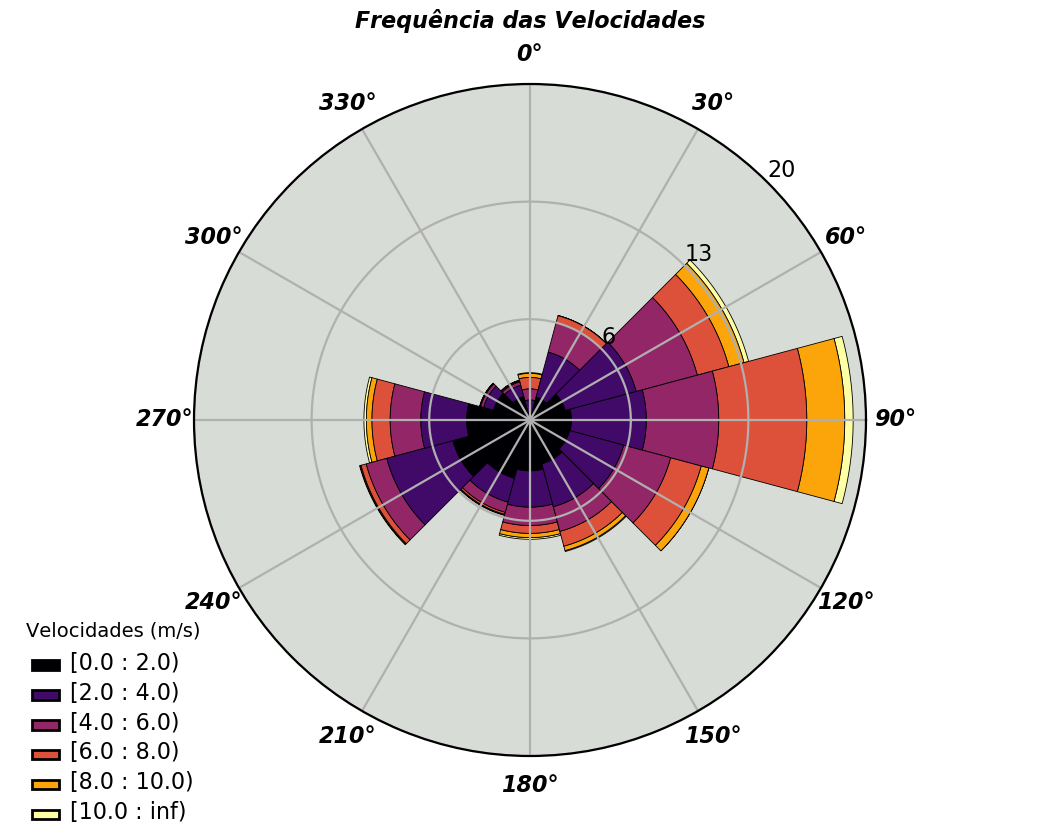 Frequência das Velocidades
0°
330°
30°
20
300°
60°
13
6
270°
90°
240°
120°
210°
150°
180°
Velocidades (m/s)
[0.0 : 2.0)
[2.0 : 4.0)
[4.0 : 6.0)
[6.0 : 8.0)
[8.0 : 10.0)
[10.0 : inf)